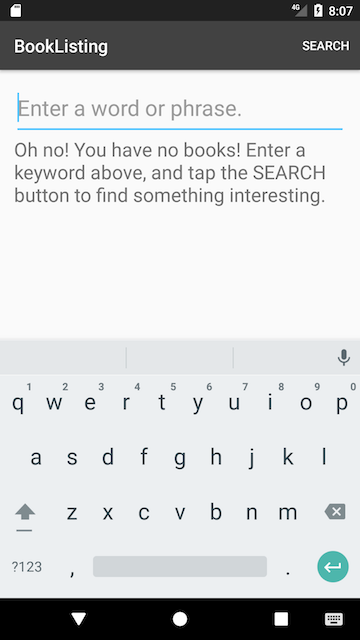 4G 8:07
BookListing SEARCH
Enter a word or phrase.
Oh no! You have no books! Enter a
keyword above, and tap the SEARCH
button to find something interesting.
1 2 3 4 5 6 7 8 9 0
q w e r t y u i o p
a s d f g h j k l
z x c v b n m
?123 , .